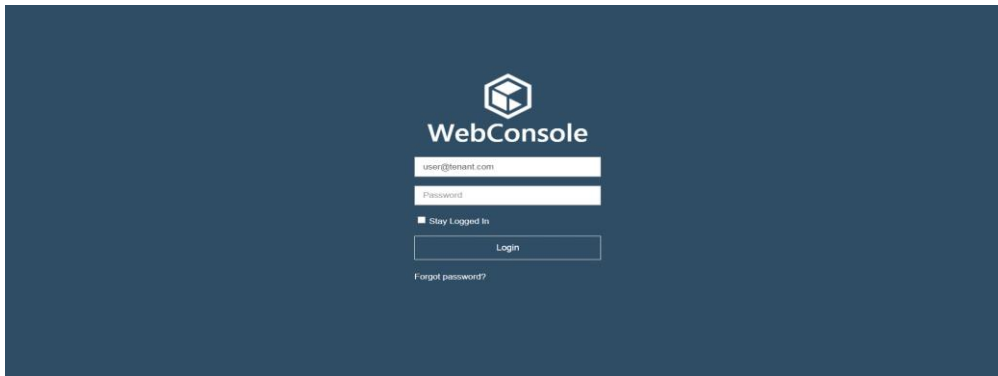 WebConsole
user@tenant.com
Password
Stay Logged In
Login
Forgot password?